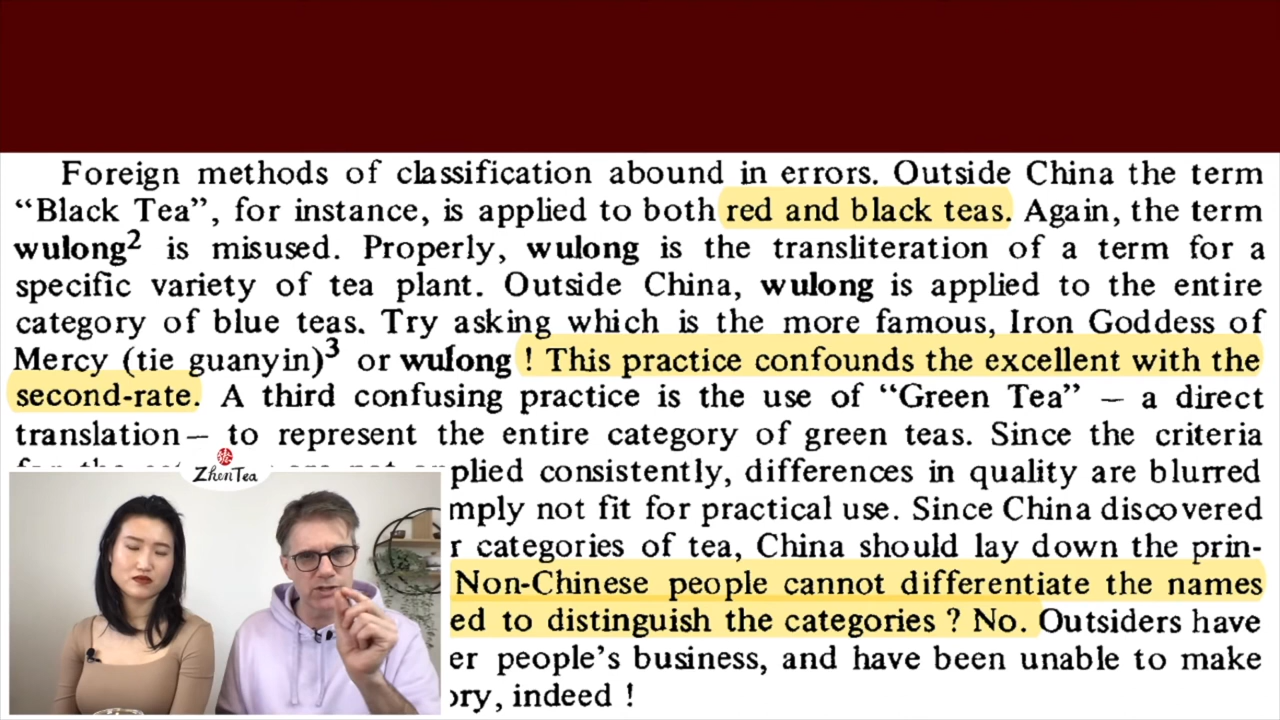 Foreign methods of classification abound in errors. Outside China the term
“Black Tea”, for instance, is applied to both red and black teas. Again, the term
wulong² is misused. Properly, wulong is the transliteration of a term for a
specific variety of tea plant. Outside China, wulong is applied to the entire
category of blue teas. Try asking which is the more famous, Iron Goddess of
Mercy (tie guanyin)³ or wulong ! This practice confounds the excellent with the
second-rate. A third confusing practice is the use of “Green Tea” — a direct
translation— to represent the entire category of green teas. Since the criteria
plied consistently, differences in quality are blurred
mply not fit for practical use. Since China discovered
r categories of tea, China should lay down the prin-
Non-Chinese people cannot differentiate the names
ed to distinguish the categories ? No. Outsiders have
er people’s business, and have been unable to make
ory, indeed !
ZhenTea